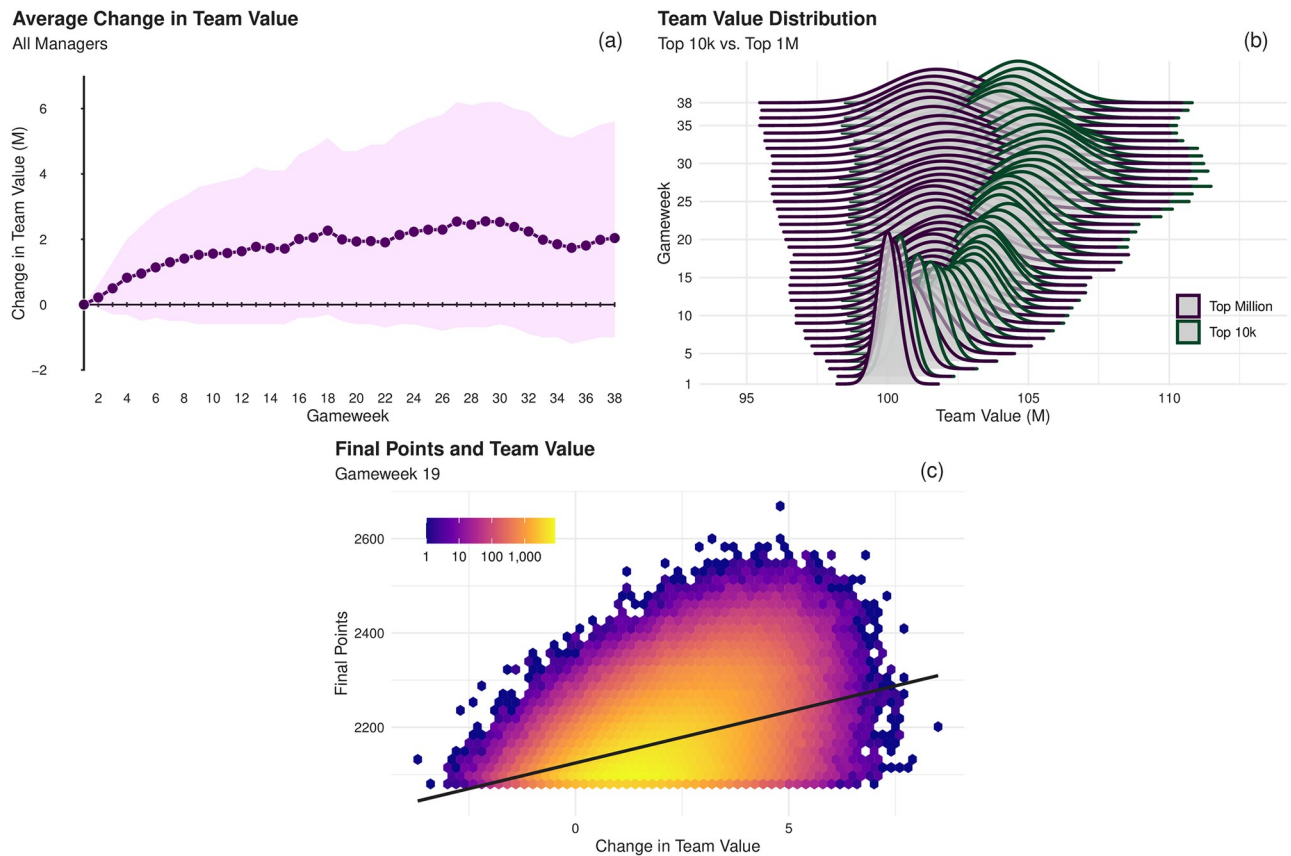 Average Change in Team Value
All Managers
(a)
Change in Team Value (M)
6
4
2
0
−2
2 4 6 8 10 12 14 16 18 20 22 24 26 28 30 32 34 36 38
Gameweek
Team Value Distribution
Top 10k vs. Top 1M
(b)
Gameweek
38
35
30
25
20
15
10
5
1
Top Million
Top 10k
95 100 105 110
Team Value (M)
Final Points and Team Value
Gameweek 19
(c)
1 10 100 1,000
Final Points
2600
2400
2200
0 5
Change in Team Value